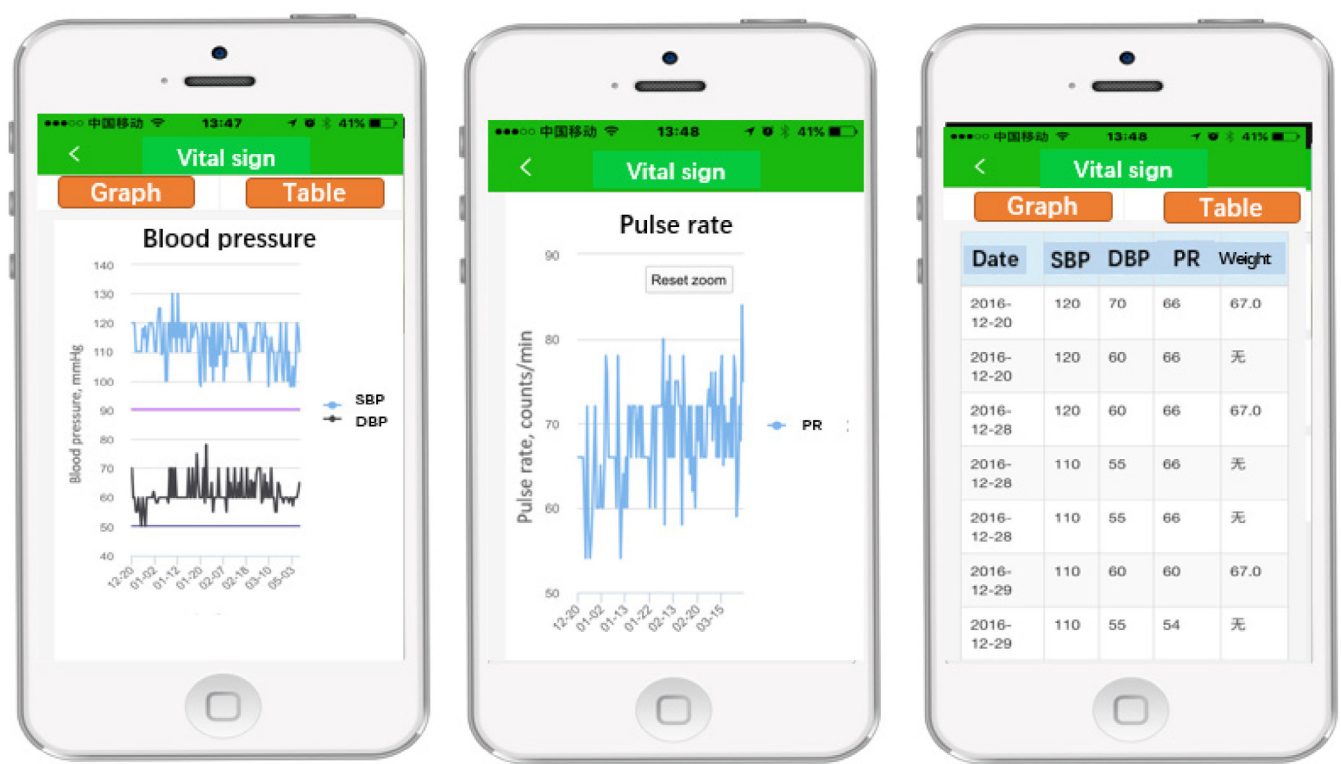 中国移动 13:47 41%
Vital sign
Graph Table
Blood pressure
140
130
120
110
100
90
80
70
60
50
40
Blood pressure, mmHg
12-20 01-02 01-12 01-20 02-07 02-18 03-10 05-03
SBP
DBP
中国移动 13:48 41%
Vital sign
Pulse rate
90
Reset zoom
80
70
60
50
Pulse rate, counts/min
12-20 01-02 01-13 01-22 02-13 02-20 03-15
PR
中国移动 13:48 41%
Vital sign
Graph Table
Date SBP DBP PR Weight
2016-
12-20 120 70 66 67.0
2016-
12-20 120 60 66 无
2016-
12-28 120 60 66 67.0
2016-
12-28 110 55 66 无
2016-
12-28 110 55 66 无
2016-
12-29 110 60 60 67.0
2016-
12-29 110 55 54 无